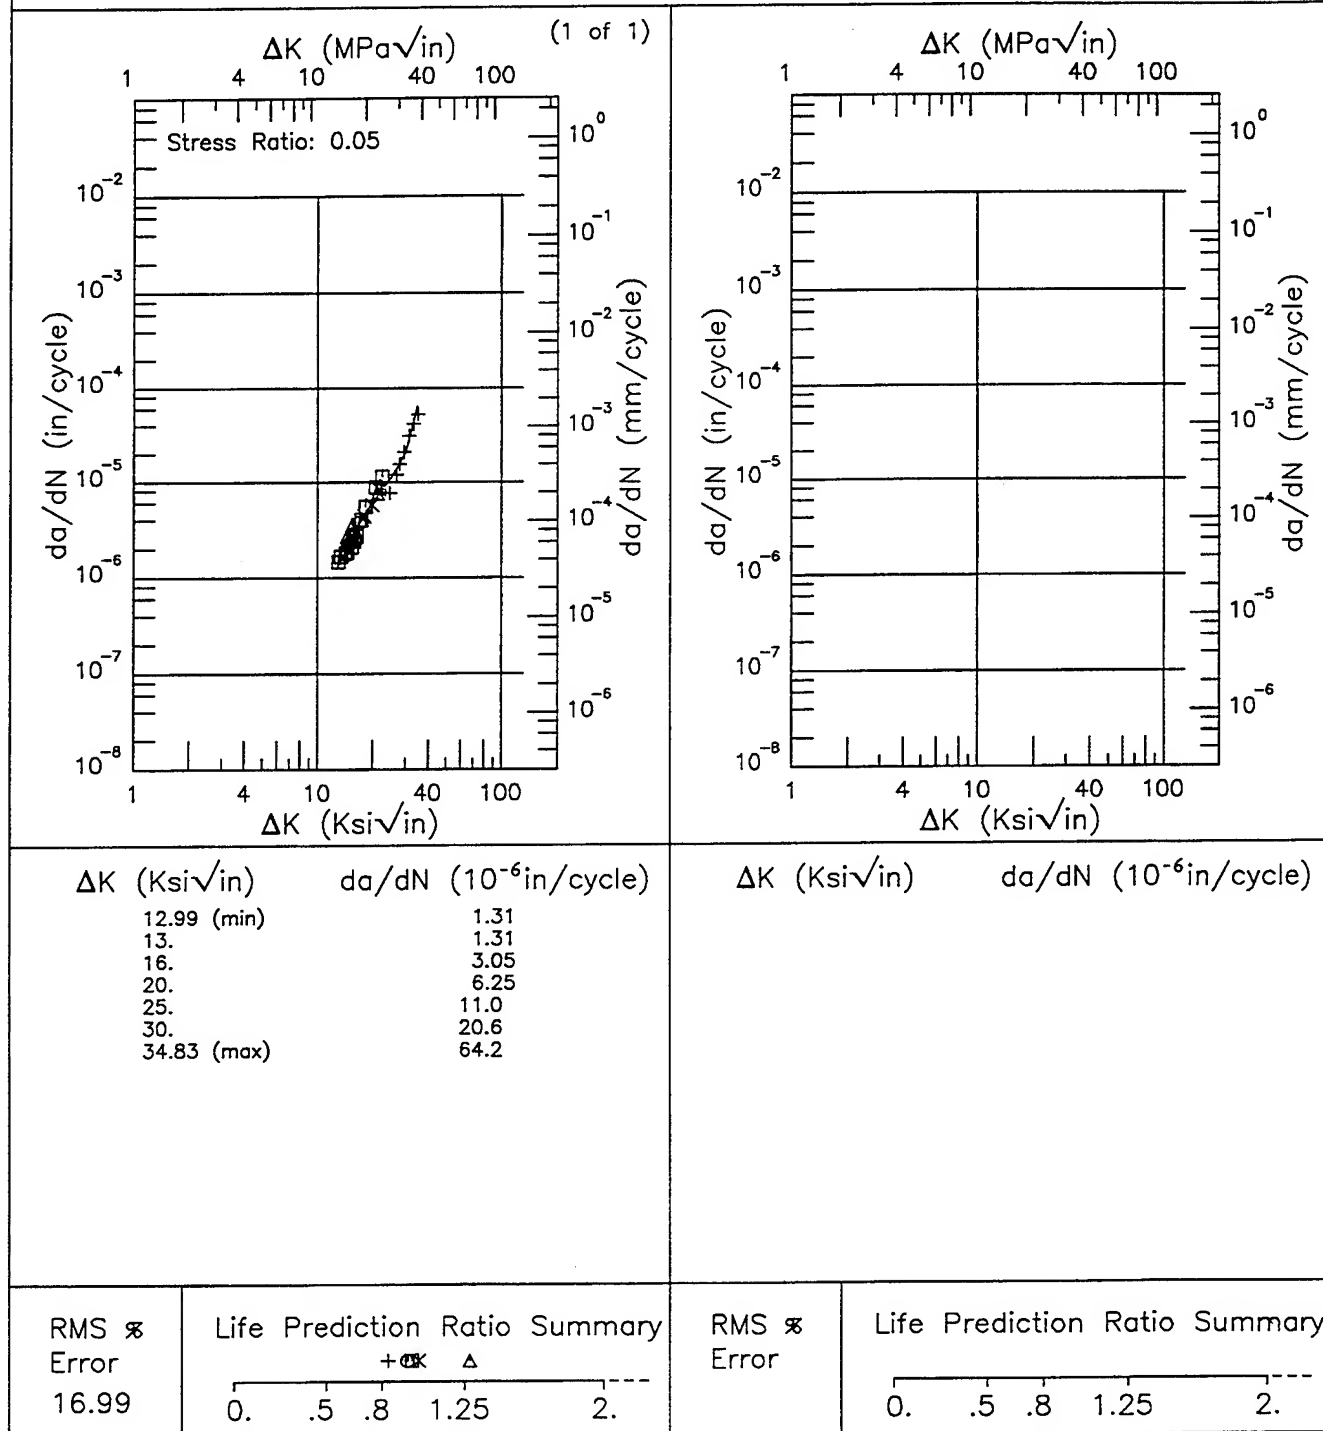 (1 of 1)
ΔK (MPa√in)
1 4 10 40 100
Stress Ratio: 0.05
10⁰
10⁻²
10⁻¹
10⁻³
10⁻²
10⁻⁴
10⁻³
10⁻⁵
10⁻⁴
10⁻⁶
10⁻⁵
10⁻⁷
10⁻⁶
10⁻⁸
da/dN (in/cycle)
da/dN (mm/cycle)
1 4 10 40 100
ΔK (Ksi√in)
ΔK (MPa√in)
1 4 10 40 100
10⁰
10⁻²
10⁻¹
10⁻³
10⁻²
10⁻⁴
10⁻³
10⁻⁵
10⁻⁴
10⁻⁶
10⁻⁵
10⁻⁷
10⁻⁶
10⁻⁸
da/dN (in/cycle)
da/dN (mm/cycle)
1 4 10 40 100
ΔK (Ksi√in)
ΔK (Ksi√in) da/dN (10⁻⁶in/cycle)
12.99 (min) 1.31
13. 1.31
16. 3.05
20. 6.25
25. 11.0
30. 20.6
34.83 (max) 64.2
ΔK (Ksi√in) da/dN (10⁻⁶in/cycle)
RMS %
Error
16.99
Life Prediction Ratio Summary
0. .5 .8 1.25 2.
RMS %
Error
Life Prediction Ratio Summary
0. .5 .8 1.25 2.